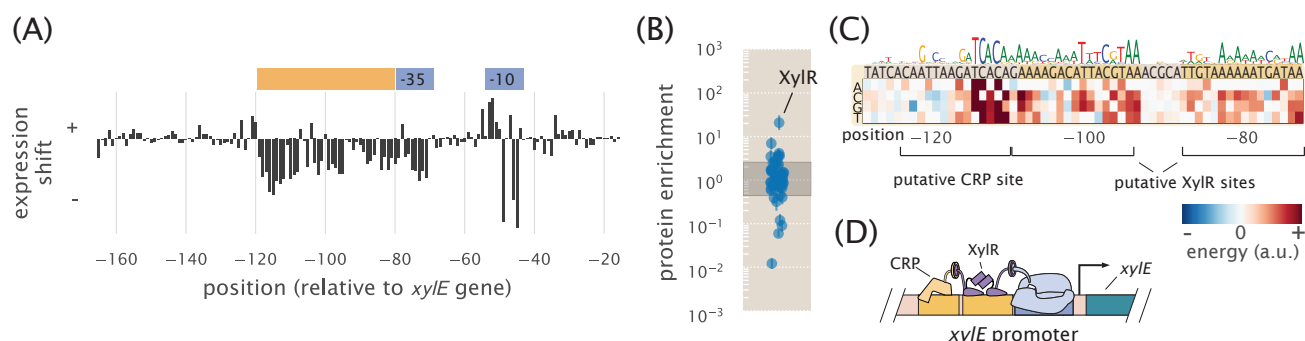 (A)
-35
-10
+
-
expression
shift
−160
−140
−120
−100
−80
−60
−40
−20
position (relative to xylE gene)
(B)
protein enrichment
10³
10²
10¹
10⁰
10⁻¹
10⁻²
10⁻³
XylR
(C)
TATCACAATTAAGATCACAGAAAAGACATTACGTAAACGCATTGTAAAAAATGATAA
A
C
G
T
position
−120
−100
−80
putative CRP site
putative XylR sites
- 0 +
energy (a.u.)
(D)
CRP
XylR
xylE
xylE promoter